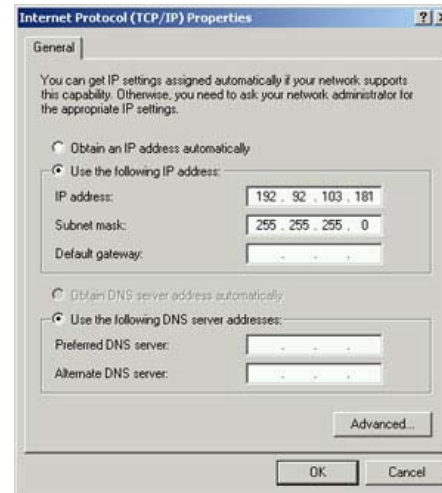 Internet Protocol (TCP/IP) Properties
General
You can get IP settings assigned automatically if your network supports
this capability. Otherwise, you need to ask your network administrator for
the appropriate IP settings.
Obtain an IP address automatically
Use the following IP address:
IP address: 192 . 92 . 103 . 181
Subnet mask: 255 . 255 . 255 . 0
Default gateway: . . .
Obtain DNS server address automatically
Use the following DNS server addresses:
Preferred DNS server: . . .
Alternate DNS server: . . .
Advanced...
OK Cancel